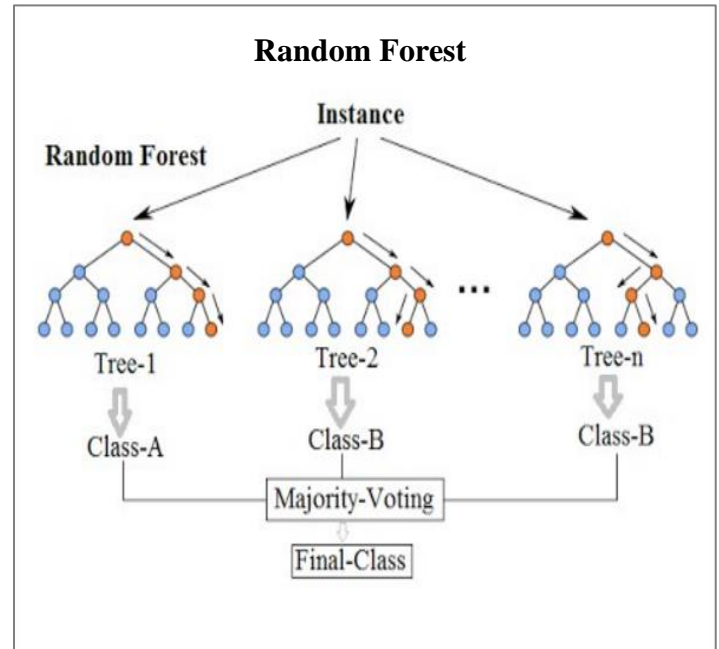 Random Forest
Instance
Random Forest
...
Tree-1
Tree-2
Tree-n
Class-A
Class-B
Class-B
Majority-Voting
Final-Class